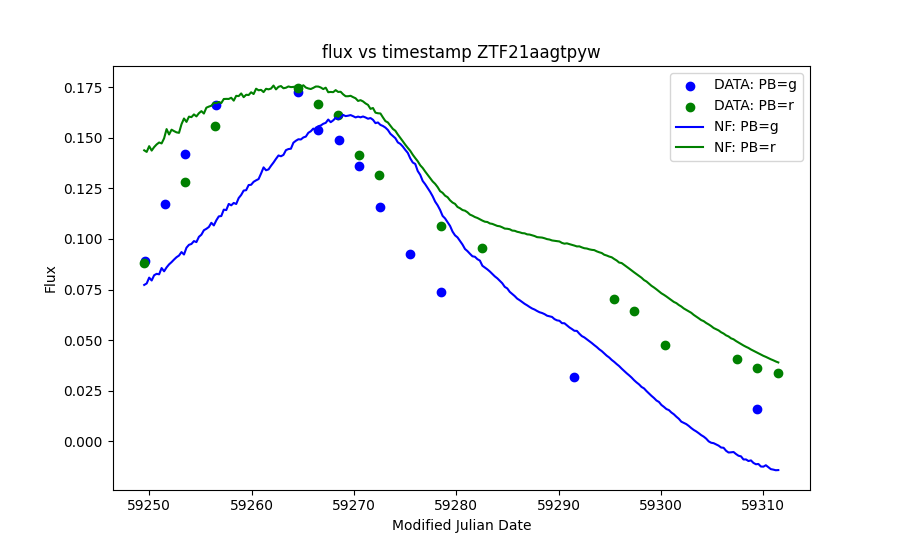 flux vs timestamp ZTF21aagtpyw
DATA: PB=g
DATA: PB=r
NF: PB=g
NF: PB=r
Flux
0.175
0.150
0.125
0.100
0.075
0.050
0.025
0.000
59250 59260 59270 59280 59290 59300 59310
Modified Julian Date